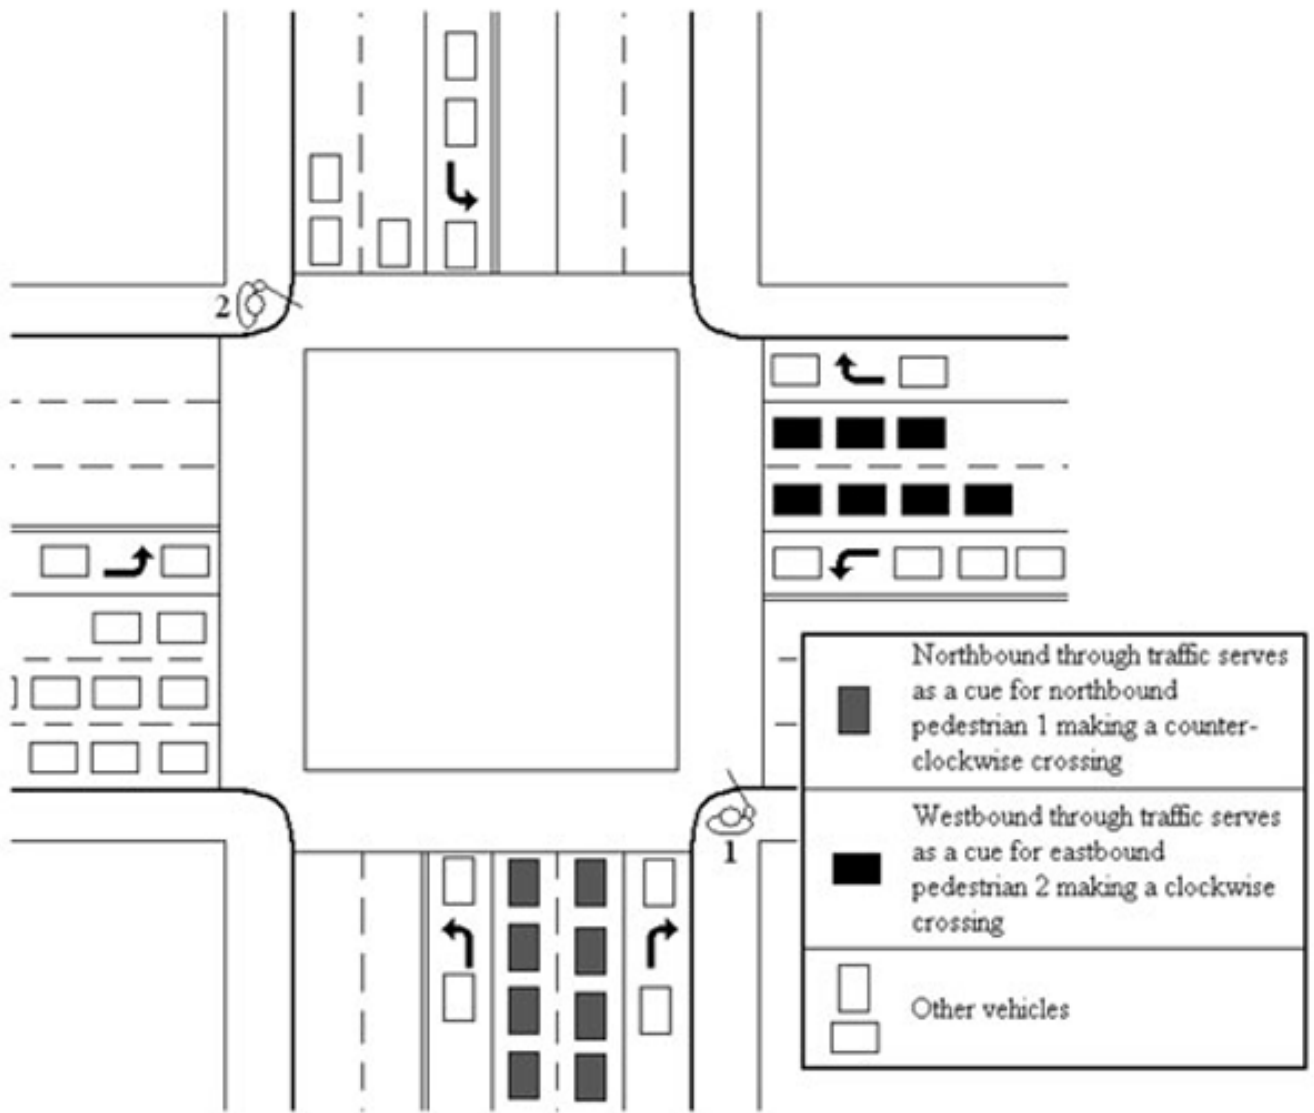 2
1
Northbound through traffic serves
as a cue for northbound
pedestrian 1 making a counter-
clockwise crossing
Westbound through traffic serves
as a cue for eastbound
pedestrian 2 making a clockwise
crossing
Other vehicles